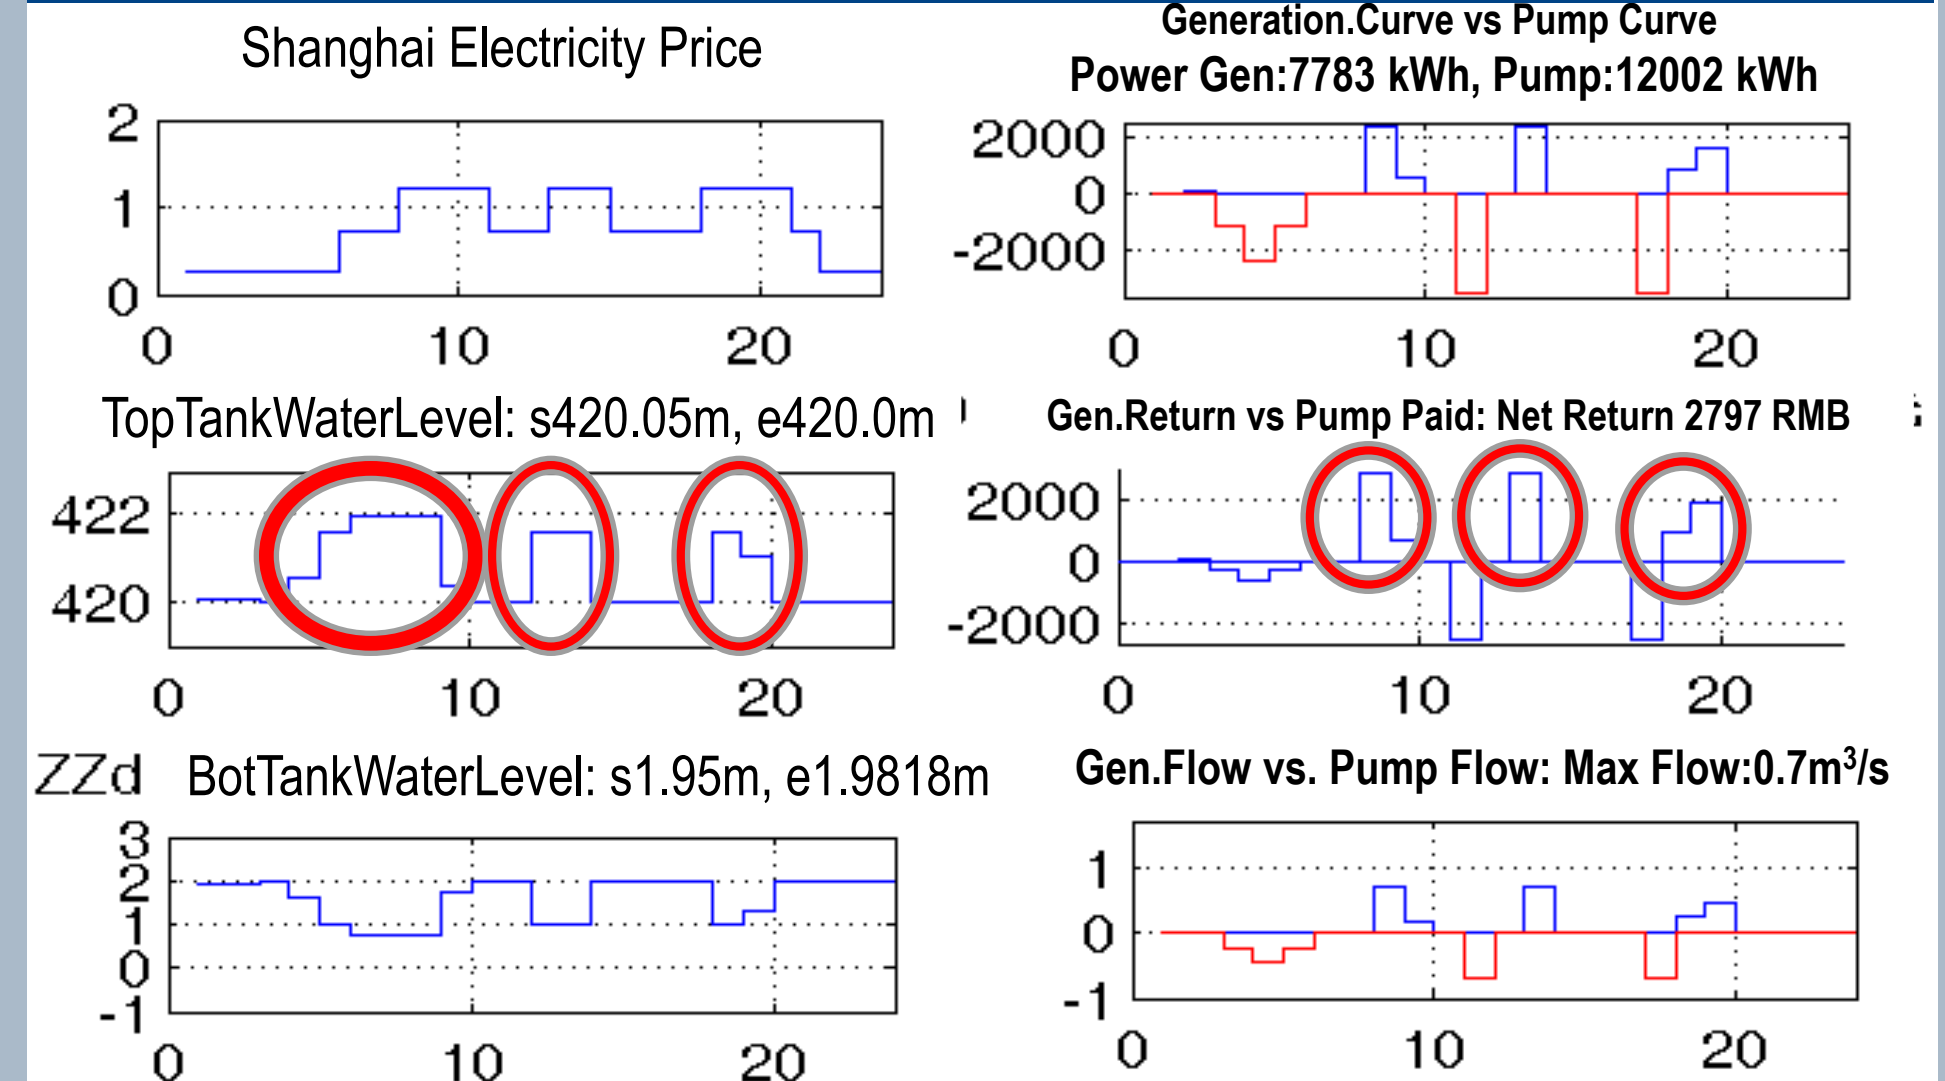 Shanghai Electricity Price
2
1
0
0 10 20
Generation.Curve vs Pump Curve
Power Gen:7783 kWh, Pump:12002 kWh
2000
0
-2000
0 10 20
TopTankWaterLevel: s420.05m, e420.0m
422
420
0 10 20
Gen.Return vs Pump Paid: Net Return 2797 RMB
2000
0
-2000
0 10 20
ZZd BotTankWaterLevel: s1.95m, e1.9818m
3
2
1
0
-1
0 10 20
Gen.Flow vs. Pump Flow: Max Flow:0.7m³/s
1
0
-1
0 10 20